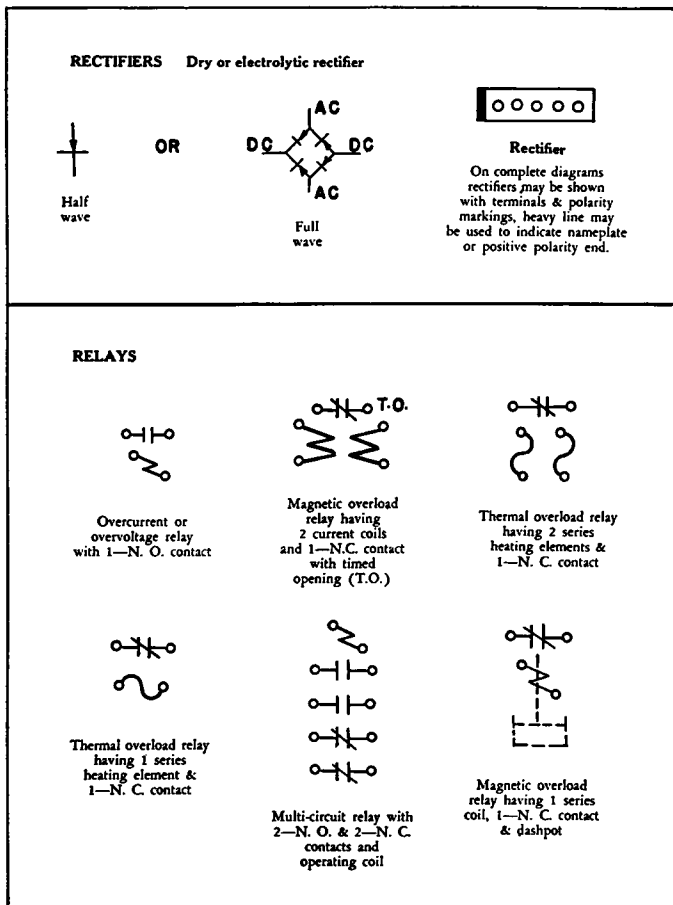 RECTIFIERS Dry or electrolytic rectifier
Half
wave
OR
AC
DC
DC
AC
Full
wave
Rectifier
On complete diagrams
rectifiers may be shown
with terminals & polarity
markings, heavy line may
be used to indicate nameplate
or positive polarity end.
RELAYS
Overcurrent or
overvoltage relay
with 1—N. O. contact
T.O.
Magnetic overload
relay having
2 current coils
and 1—N.C. contact
with timed
opening (T.O.)
Thermal overload relay
having 2 series
heating elements &
1—N. C. contact
Thermal overload relay
having 1 series
heating element &
1—N. C. contact
Multi-circuit relay with
2—N. O. & 2—N. C.
contacts and
operating coil
Magnetic overload
relay having 1 series
coil, 1—N. C. contact
& dashpot